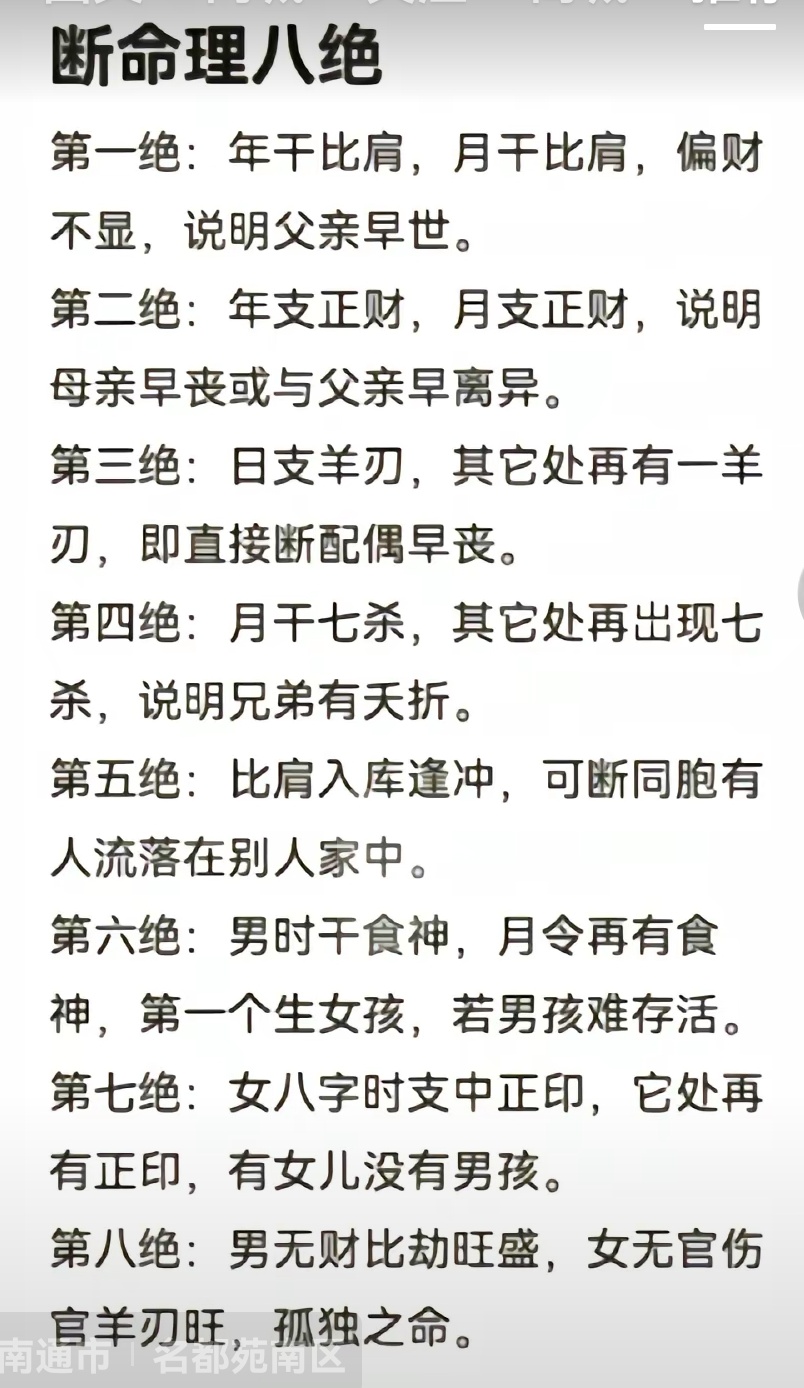 断命理八绝
第一绝：年干比肩，月干比肩，偏财
不显，说明父亲早世。
第二绝：年支正财，月支正财，说明
母亲早丧或与父亲早离异。
第三绝：日支羊刃，其它处再有一羊
刃，即直接断配偶早丧。
第四绝：月干七杀，其它处再出现七
杀，说明兄弟有夭折。
第五绝：比肩入库逢冲，可断同胞有
人流落在别人家中。
第六绝：男时干食神，月令再有食
神，第一个生女孩，若男孩难存活。
第七绝：女八字时支中正印，它处再
有正印，有女儿没有男孩。
第八绝：男无财比劫旺盛，女无官伤
官羊刃旺，孤独之命。
南通市 | 名都苑南区